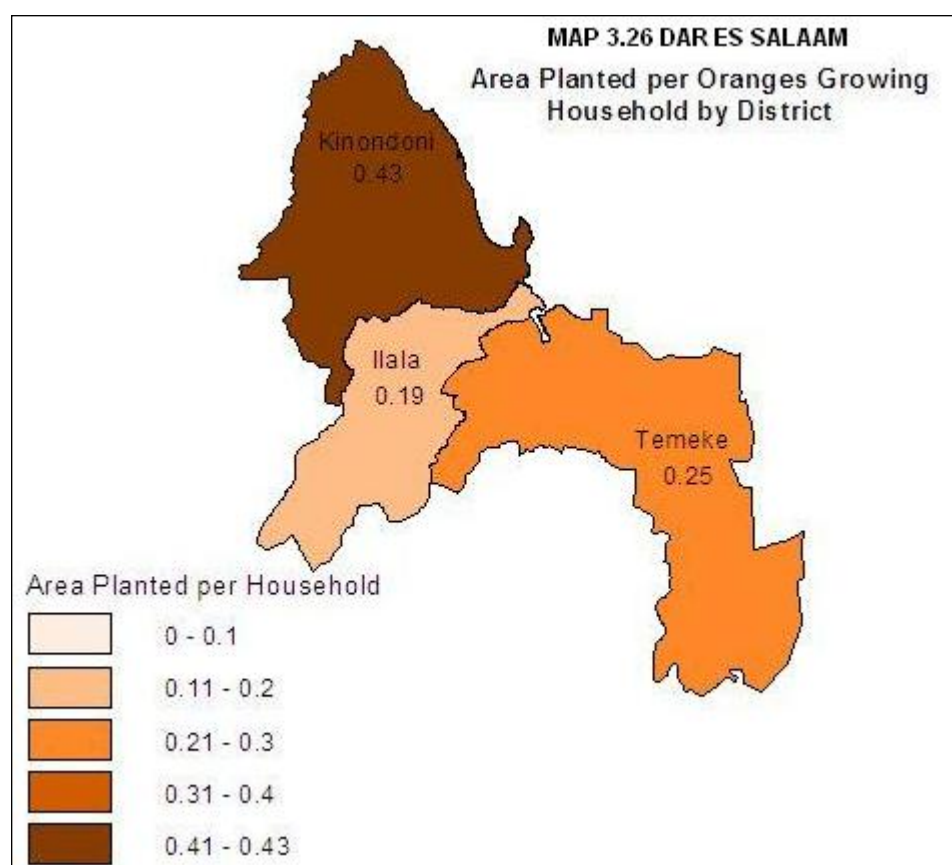 MAP 3.26 DAR ES SALAAM
Area Planted per Oranges Growing
Household by District
Kinondoni
0.43
Ilala
0.19
Temeke
0.25
Area Planted per Household
0 - 0.1
0.11 - 0.2
0.21 - 0.3
0.31 - 0.4
0.41 - 0.43